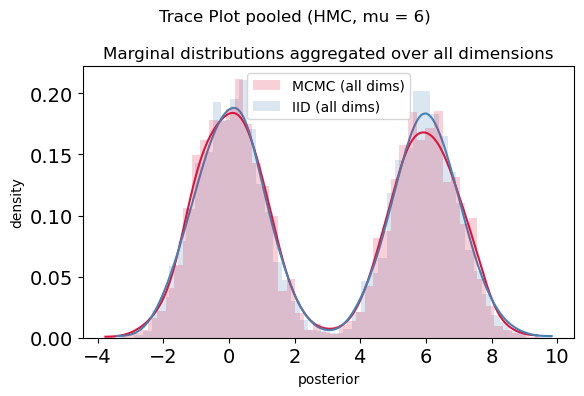 Trace Plot pooled (HMC, mu = 6)
Marginal distributions aggregated over all dimensions
MCMC (all dims)
IID (all dims)
density
0.20
0.15
0.10
0.05
0.00
−4 −2 0 2 4 6 8 10
posterior